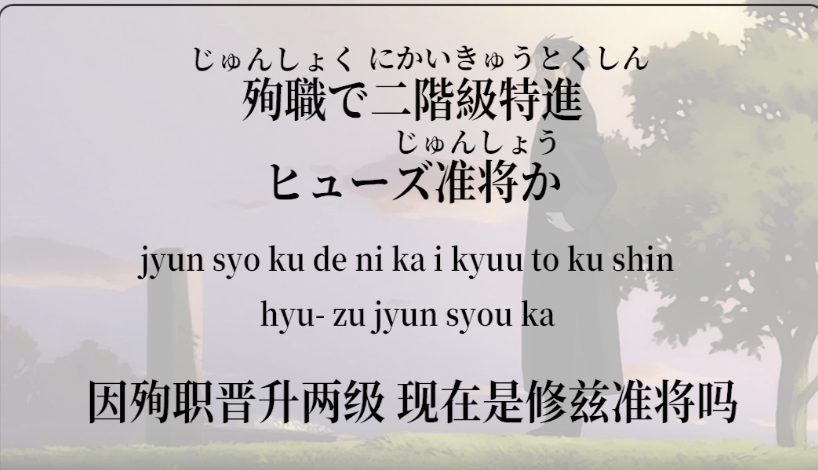 じゅんしょく にかいきゅうとくしん
殉職で二階級特進
じゅんしょう
ヒューズ准将か
jyun syo ku de ni ka i kyuu to ku shin
hyu- zu jyun syou ka
因殉职晋升两级 现在是修兹准将吗